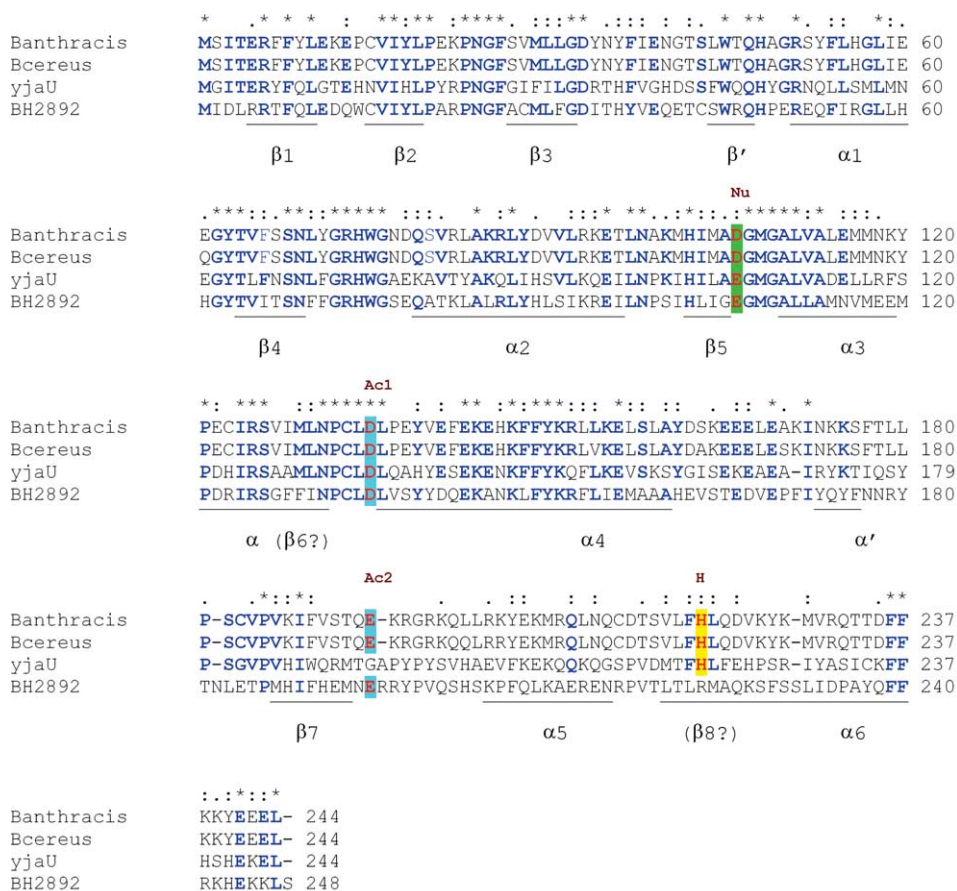 *  *  *  :  **:*  ***  .:::**  .:  :  *  *.  *  :.  :*  .::  :
Banthracis MSITERFFYLEKEPCVIYLPEKPNGFSVMLLGDYNYFIENGTSLWTQHAGRSYFLHGLIE 60
Bcereus MSITERFFYLEKEPCVIYLPEKPNGFSVMLLGDYNYFIENGTSLWTQHAGRSYFLHGLIE 60
yjaU MGITERYFQLGTEHNVIHLPYRPNGFGIFILGDRTHFVGHDSSFWQQHYGRNQLLSMLMN 60
BH2892 MIDLRRTFQLEDQWCVIYLPARPNGFACMLFGDITHYVEQETCFWRQHPEREQFIRGLLH 60
β1 β2 β3 β′ α1
Nu
Banthracis EGYTVFSSNLYGRHWGNDQSVRLAKRLYDVVLRKETLNAKMHIMADGMGALVALEMMNKY 120
Bcereus QGYTVFSSNLYGRHWGNDQSVRLAKQLYDVVLRKETLNAKMHIMADGMGALVALEMMNKY 120
yjaU EGYTLFNSNLFGRHWGAEKAVTYAKQLIHSVLKQEILNPKIHILAEGMGALVADELLRFS 120
BH2892 HGYTVITSNFFGRHWGSEQATKLALRLYHLSIKREILNPSIHLIGEGMGALLAMNVMEEM 120
β4 α2 β5 α3
Ac1
Banthracis PECIRSVIMLNPCLDLPEYVEFEKEHKFFYKRLLKELSLAYDSKEEELEAKINKKSFTLL 180
Bcereus PECIRSVIMLNPCLDLPEYVEFEKEHKFFYKRLVKELSLAYDAKEEELEAKINKKSFTLL 180
yjaU PDHIRSAAMLNPCLDLQAHYESEKENKFFYKQFLKEVSKSYGISEKEAEA-IRYKTIQSY 179
BH2892 PDRIRSGFFINPCLDLVSYYDQEKANKLFYKRFLIEMAAAHEVSTEDVEPFIYQYFNNRY 180
α (β6?) α4 α′
Ac2 H
Banthracis P-SCVPVKIFVSTQE-KRGRKQLLRKYEKMRQLNQCDTSVLFHLQDVKYK-MVRQTTDFF 237
Bcereus P-SCVPVKIFVSTQE-KRGRKQQLRRYEKMRQLNQCDTSVLFHLQDVKYK-MVRQTTDFF 237
yjaU P-SGVPVHIWQRMTGAPYPYSVHAEVFKEKQQKQGSPVDMTFHLFEHPSR-IYASICKFF 237
BH2892 TNLETPMHIFHEMNERRYPVQSHSKPFQLKAERENRPVTLTLRMAQKSFSSLIDPAYQFF 240
β7 α5 (β8?) α6
:.:*::*
Banthracis KKYEEEL- 244
Bcereus KKYEEEL- 244
yjaU HSHEKEL- 244
BH2892 RKHEKKLS 248